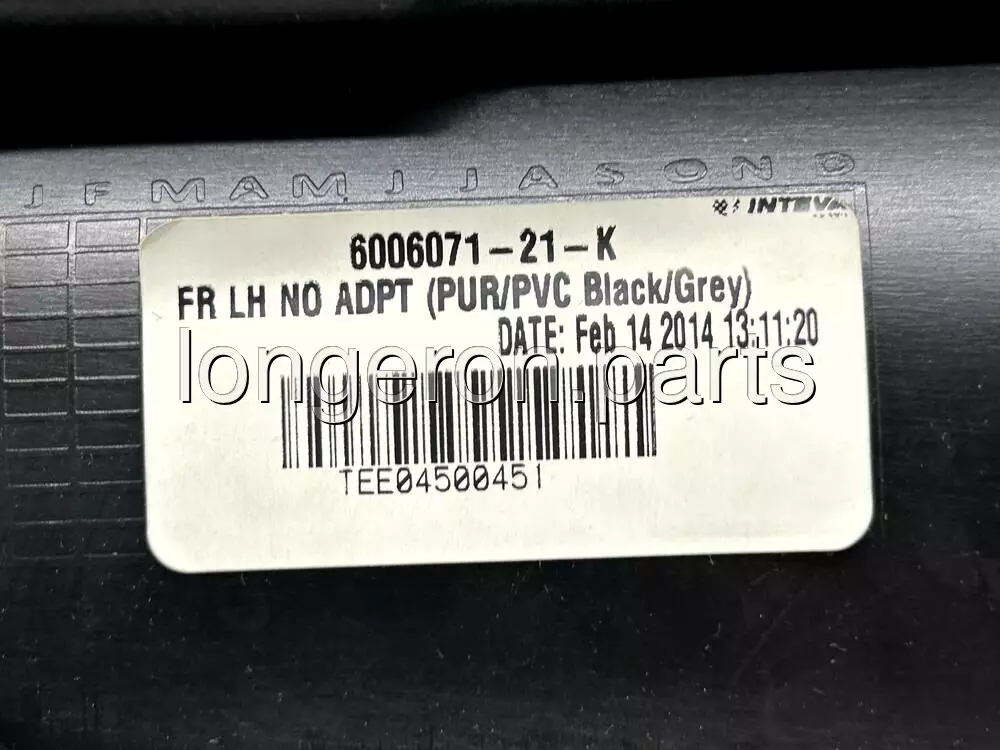 J F M A M J J A S O N D
INTEVA
6006071-21-K
FR LH NO ADPT (PUR/PVC Black/Grey)
DATE: Feb 14 2014 13:11:20
longeron.parts
TEE04500451